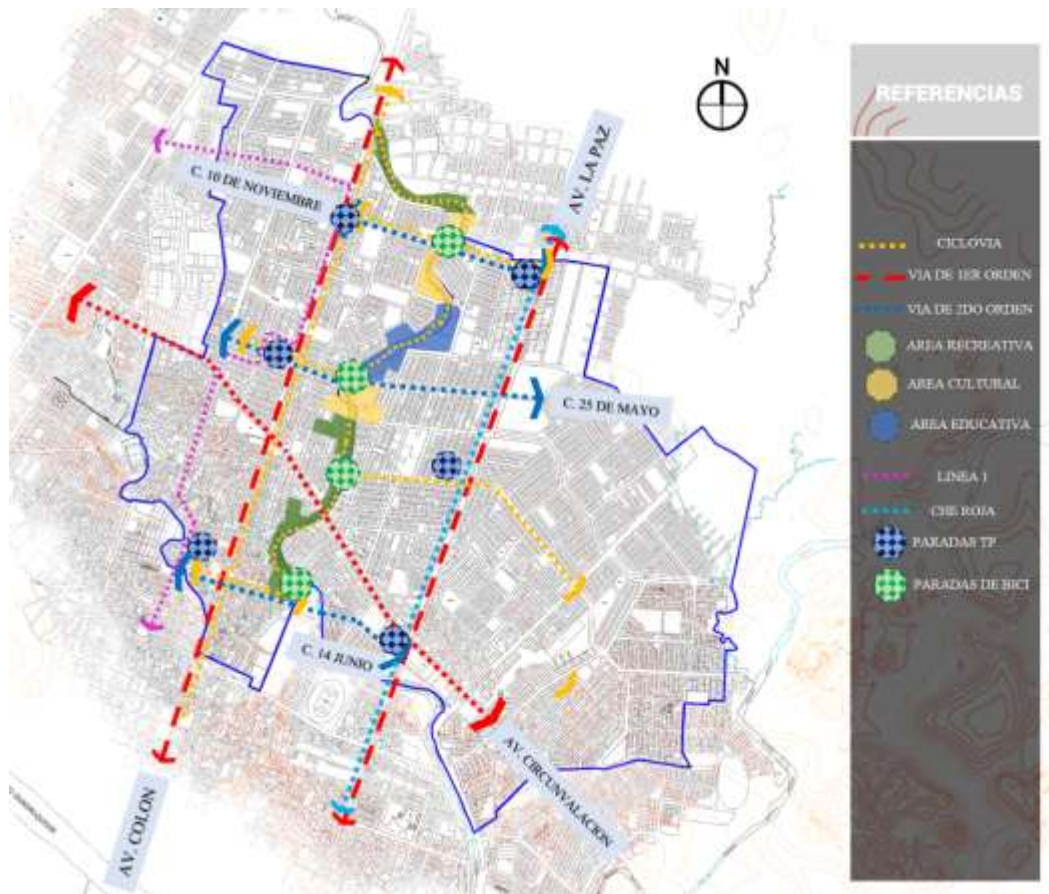 N
AV. LA PAZ
C. 10 DE NOVIEMBRE
C. 25 DE MAYO
C. 14 JUNIO
AV. CIRCUNVALACION
AV. COLON
REFERENCIAS
CICLOVIA
VIA DE 1ER ORDEN
VIA DE 2DO ORDEN
AREA RECREATIVA
AREA CULTURAL
AREA EDUCATIVA
LINEA 1
CHE ROJA
PARADAS TP
PARADAS DE BICI